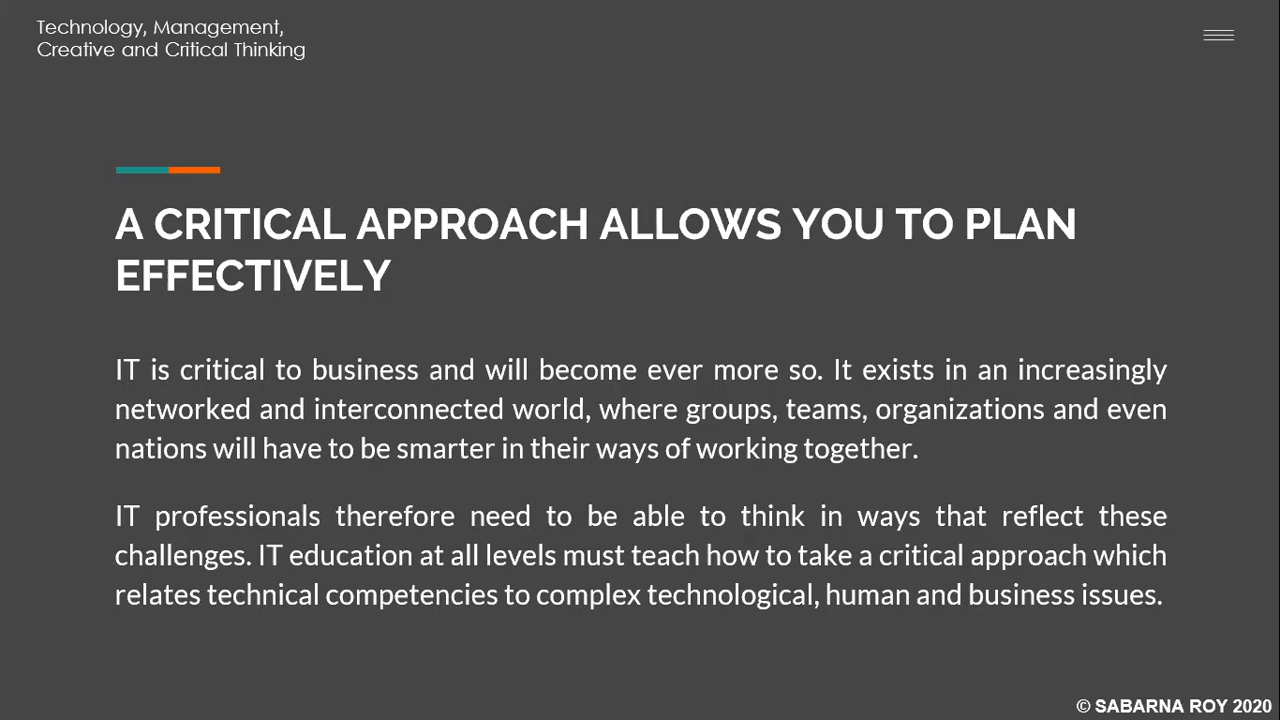 Technology, Management,
Creative and Critical Thinking
A CRITICAL APPROACH ALLOWS YOU TO PLAN
EFFECTIVELY
IT is critical to business and will become ever more so. It exists in an increasingly
networked and interconnected world, where groups, teams, organizations and even
nations will have to be smarter in their ways of working together.
IT professionals therefore need to be able to think in ways that reflect these
challenges. IT education at all levels must teach how to take a critical approach which
relates technical competencies to complex technological, human and business issues.
© SABARNA ROY 2020